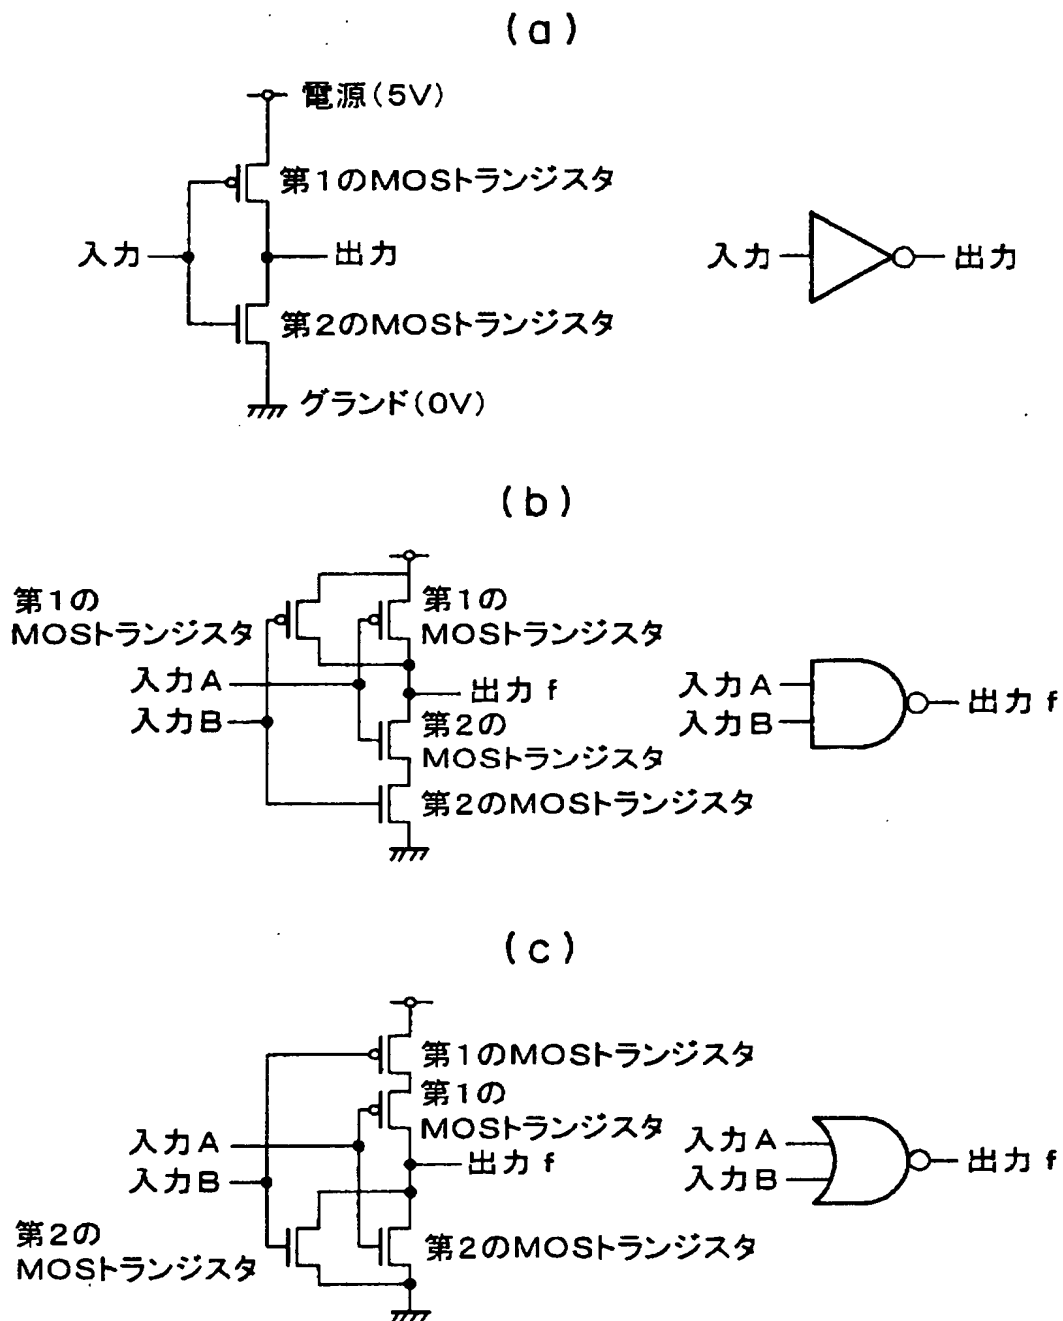 (a)
電源(5V)
第1のMOSトランジスタ
入力
出力
第2のMOSトランジスタ
グランド(0V)
入力
出力
(b)
第1の
MOSトランジスタ
第1の
MOSトランジスタ
入力A
入力B
出力f
第2の
MOSトランジスタ
第2のMOSトランジスタ
入力A
入力B
出力f
(c)
第1のMOSトランジスタ
第1の
MOSトランジスタ
入力A
入力B
出力f
第2の
MOSトランジスタ
第2のMOSトランジスタ
入力A
入力B
出力f